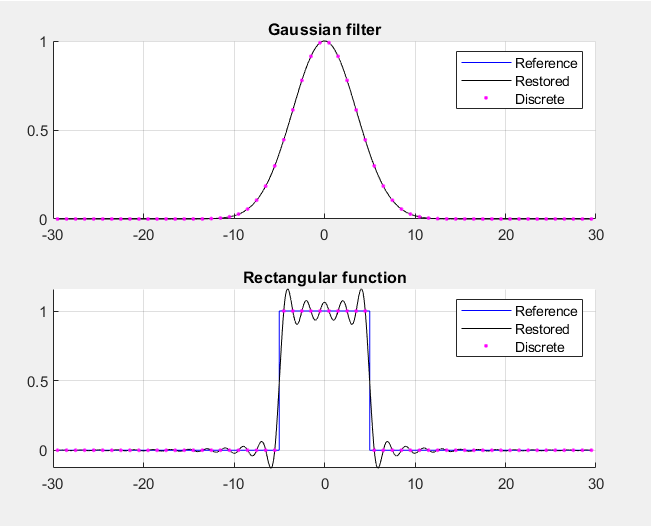 Gaussian filter
1
0.5
0
-30 -20 -10 0 10 20 30
Reference
Restored
Discrete
Rectangular function
1
0.5
0
-30 -20 -10 0 10 20 30
Reference
Restored
Discrete